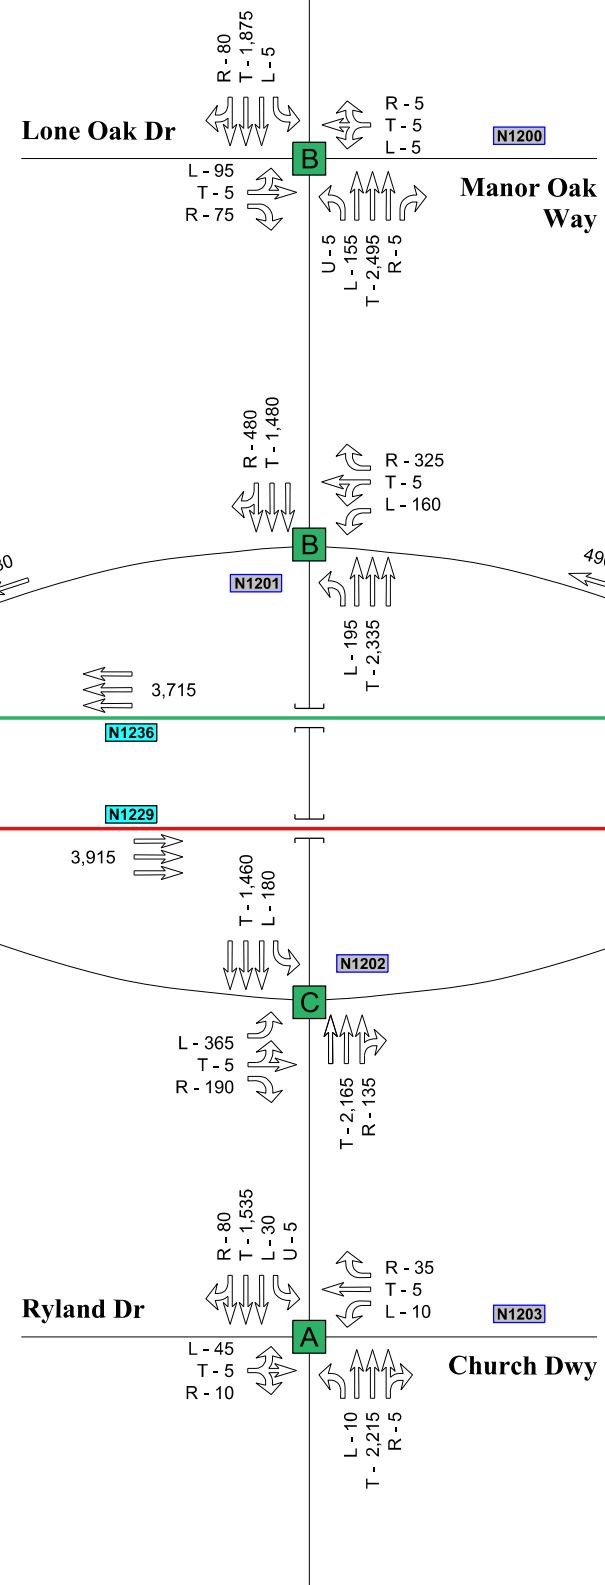 R - 80
T - 1,875
L - 5
R - 5
T - 5
L - 5
Lone Oak Dr
N1200
B
L - 95
T - 5
R - 75
Manor Oak
Way
U - 5
L - 155
T - 2,495
R - 5
R - 480
T - 1,480
R - 325
T - 5
L - 160
B
N1201
L - 195
T - 2,335
3,715
N1236
N1229
3,915
T - 1,460
L - 180
N1202
C
L - 365
T - 5
R - 190
T - 2,165
R - 135
R - 80
T - 1,535
L - 30
U - 5
R - 35
T - 5
L - 10
Ryland Dr
N1203
A
L - 45
T - 5
R - 10
Church Dwy
L - 10
T - 2,215
R - 5